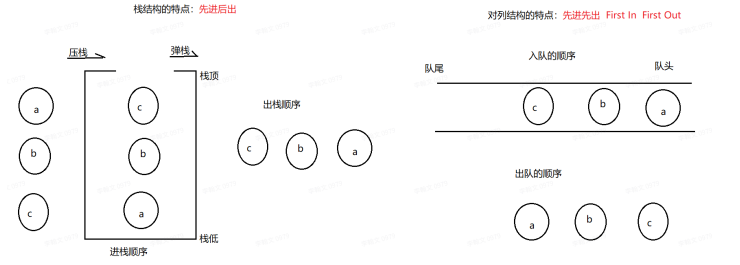 栈结构的特点：先进后出
压栈
弹栈
栈顶
a
b
c
c
b
a
栈低
进栈顺序
出栈顺序
c
b
a
对列结构的特点：先进先出 First In First Out
入队的顺序
队尾
队头
c
b
a
出队的顺序
a
b
c